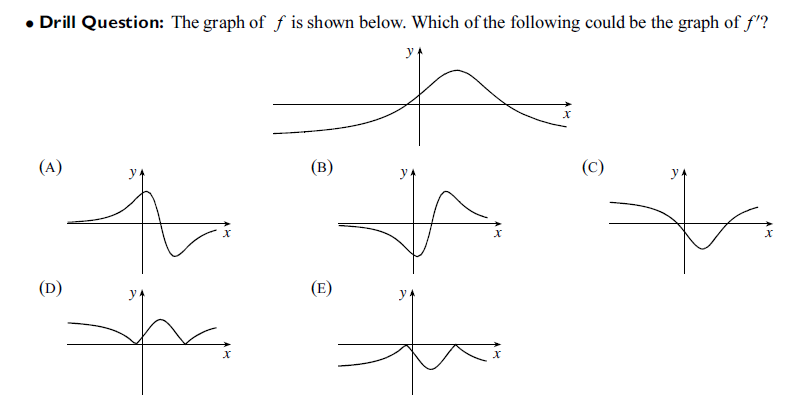 • Drill Question: The graph of f is shown below. Which of the following could be the graph of f′?
y
x
(A) y x
(B) y x
(C) y x
(D) y x
(E) y x